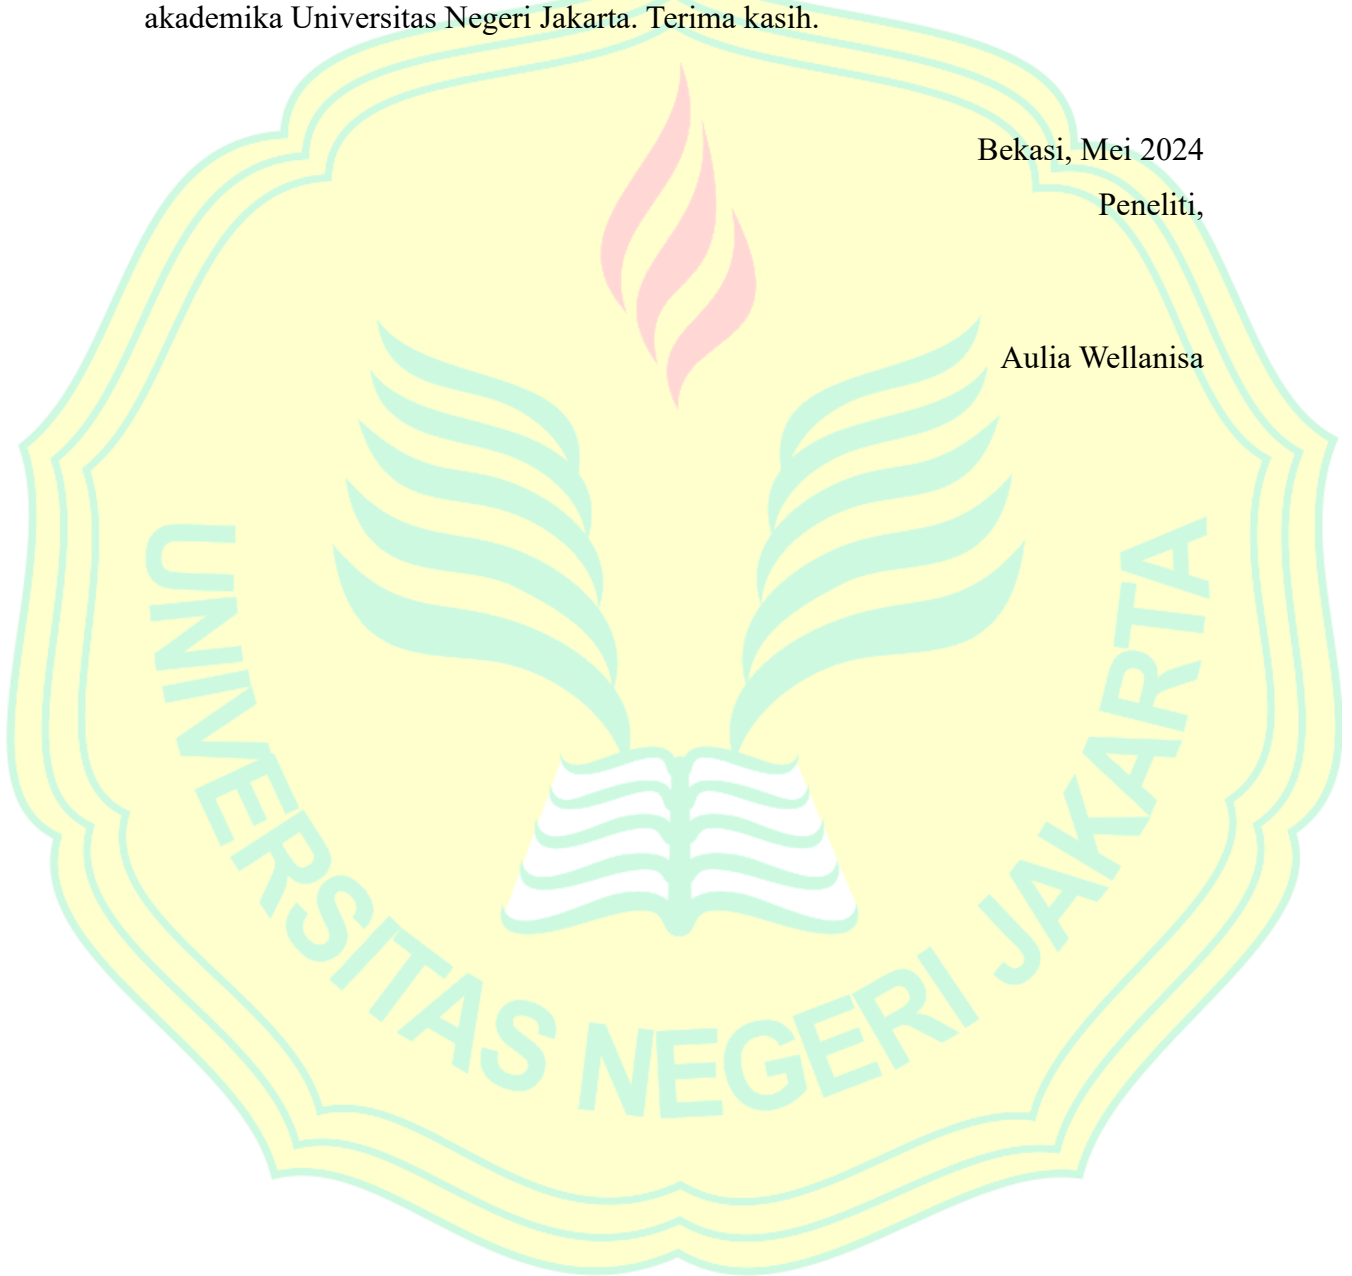 akademika Universitas Negeri Jakarta. Terima kasih.
Bekasi, Mei 2024
Peneliti,
Aulia Wellanisa
UNIVERSITAS NEGERI JAKARTA